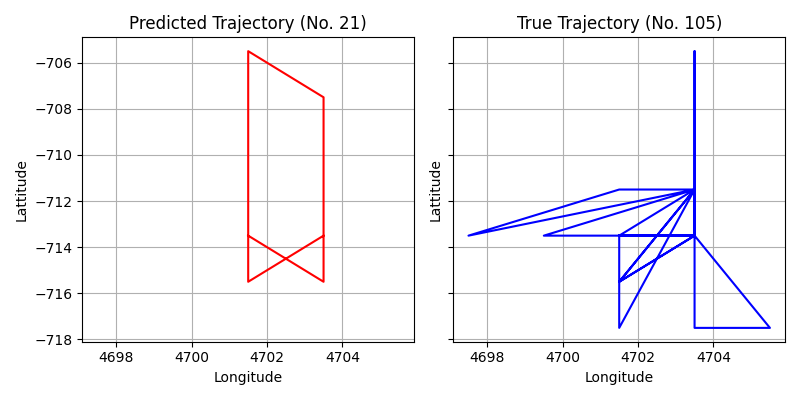 Predicted Trajectory (No. 21)
True Trajectory (No. 105)
Lattitude
−706
−708
−710
−712
−714
−716
−718
4698
4700
4702
4704
Longitude
Lattitude
4698
4700
4702
4704
Longitude